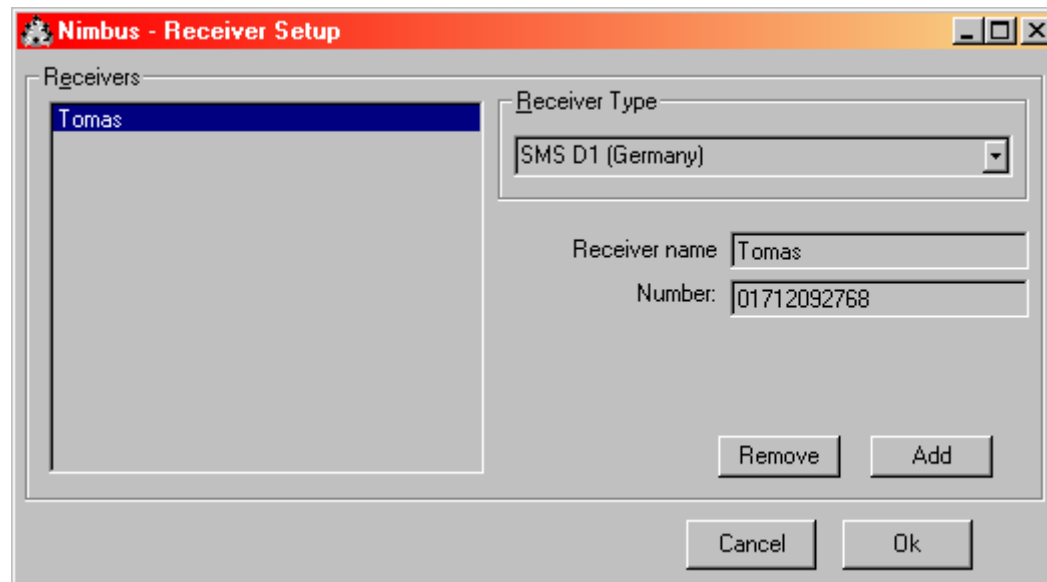 Nimbus - Receiver Setup
Receivers
Tomas
Receiver Type
SMS D1 (Germany)
Receiver name Tomas
Number: 01712092768
Remove Add
Cancel Ok